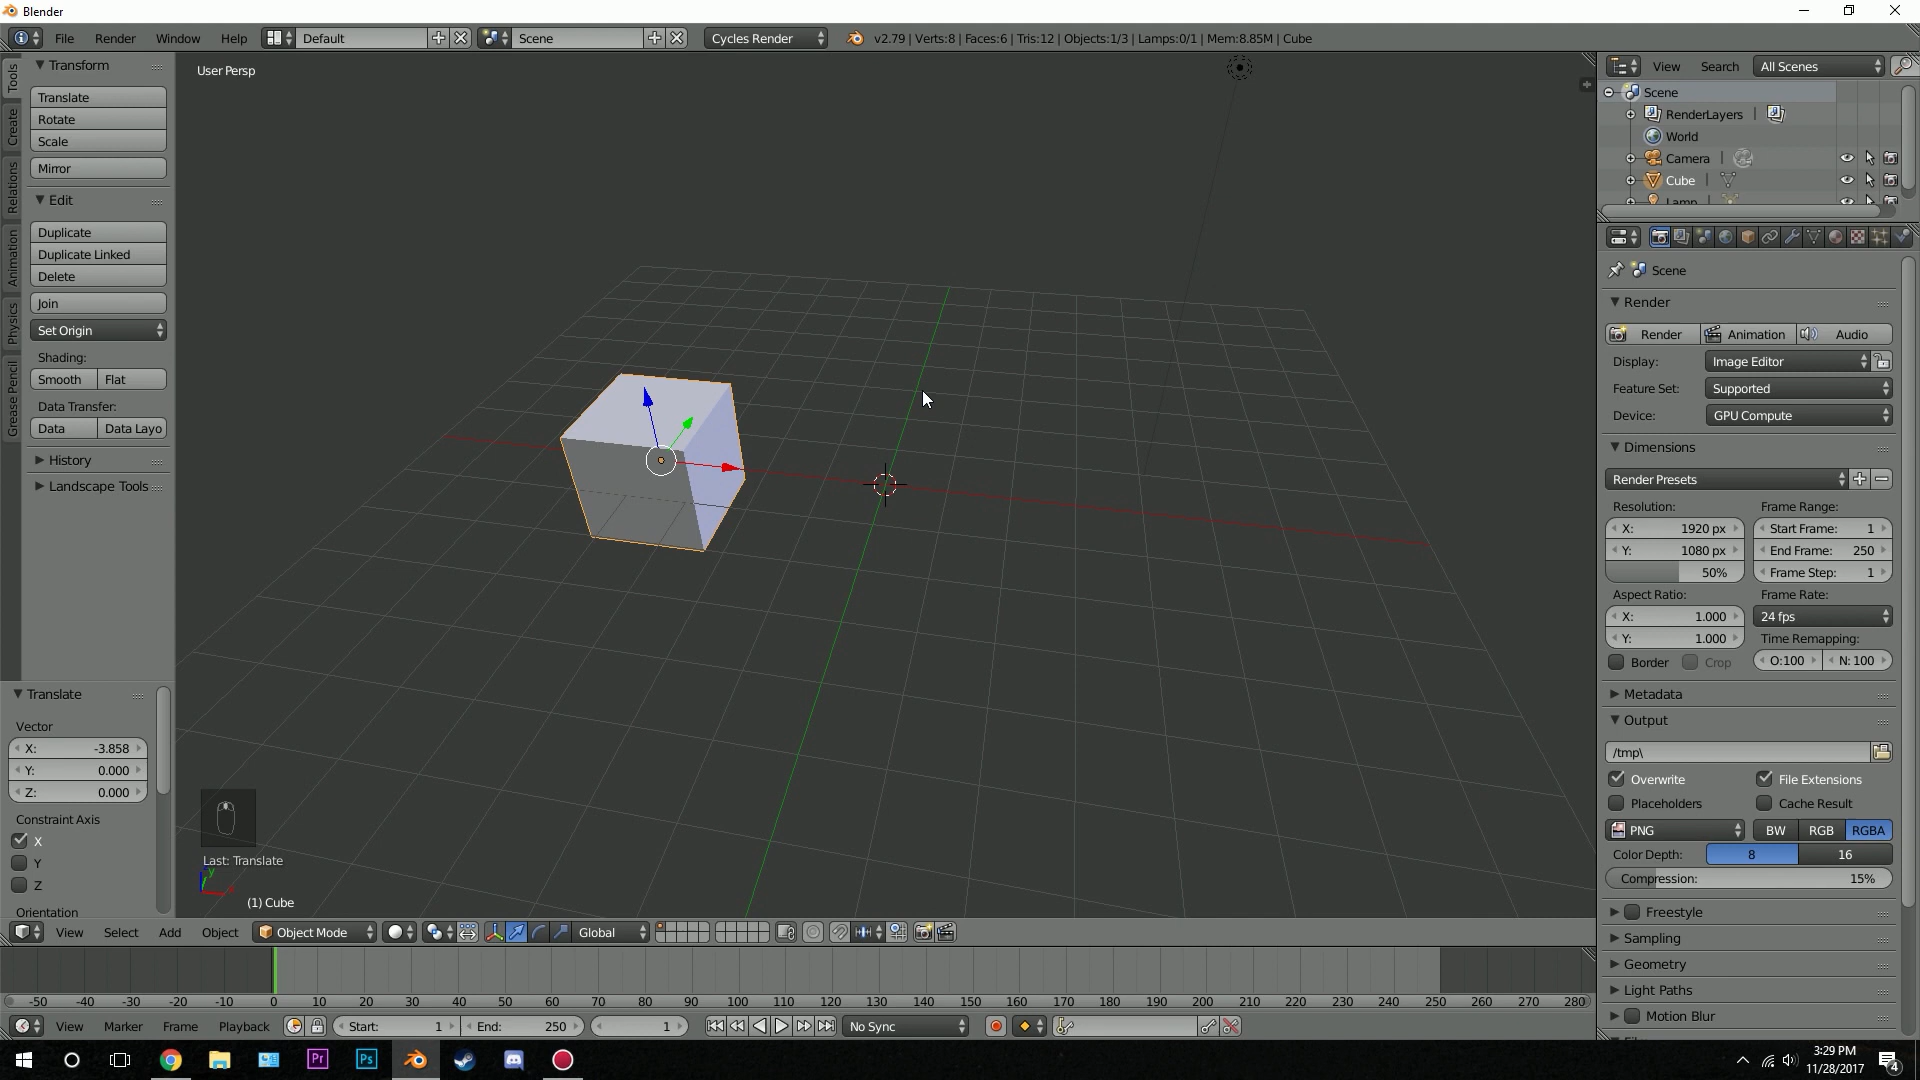 Blender
File Render Window Help Default Scene Cycles Render v2.79 | Verts:8 | Faces:6 | Tris:12 | Objects:1/3 | Lamps:0/1 | Mem:8.85M | Cube
Tools
Create
Relations
Animation
Physics
Grease Pencil
Transform
Translate
Rotate
Scale
Mirror
Edit
Duplicate
Duplicate Linked
Delete
Join
Set Origin
Shading:
Smooth Flat
Data Transfer:
Data Data Layo
History
Landscape Tools
Translate
Vector
X: -3.858
Y: 0.000
Z: 0.000
Constraint Axis
X
Y
Z
Orientation
User Persp
Last: Translate
y
(1) Cube
View Select Add Object Object Mode Global
-50 -40 -30 -20 -10 0 10 20 30 40 50 60 70 80 90 100 110 120 130 140 150 160 170 180 190 200 210 220 230 240 250 260 270 280
View Marker Frame Playback Start: 1 End: 250 1 No Sync
View Search All Scenes
Scene
RenderLayers |
World
Camera |
Cube |
Lamp
Scene
Render
Render Animation Audio
Display: Image Editor
Feature Set: Supported
Device: GPU Compute
Dimensions
Render Presets
Resolution: Frame Range:
X: 1920 px Start Frame: 1
Y: 1080 px End Frame: 250
50% Frame Step: 1
Aspect Ratio: Frame Rate:
X: 1.000 24 fps
Y: 1.000 Time Remapping:
Border Crop O:100 N: 100
Metadata
Output
/tmp\
Overwrite File Extensions
Placeholders Cache Result
PNG BW RGB RGBA
Color Depth: 8 16
Compression: 15%
Freestyle
Sampling
Geometry
Light Paths
Motion Blur
Pr Ps
3:29 PM
11/28/2017
4